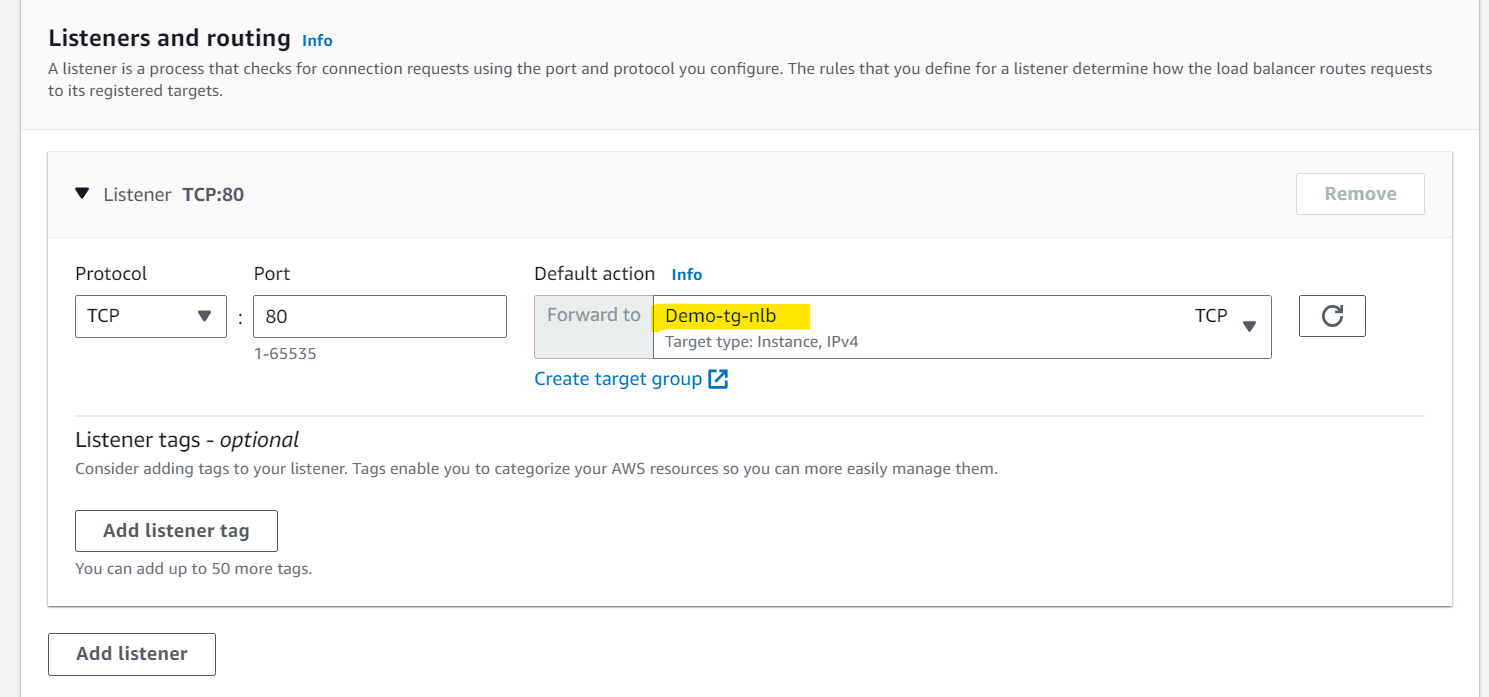 Listeners and routing Info
A listener is a process that checks for connection requests using the port and protocol you configure. The rules that you define for a listener determine how the load balancer routes requests
to its registered targets.
Listener TCP:80
Remove
Protocol
Port
Default action Info
TCP
:
80
1-65535
Forward to
Demo-tg-nlb
TCP
Target type: Instance, IPv4
Create target group
Listener tags - optional
Consider adding tags to your listener. Tags enable you to categorize your AWS resources so you can more easily manage them.
Add listener tag
You can add up to 50 more tags.
Add listener